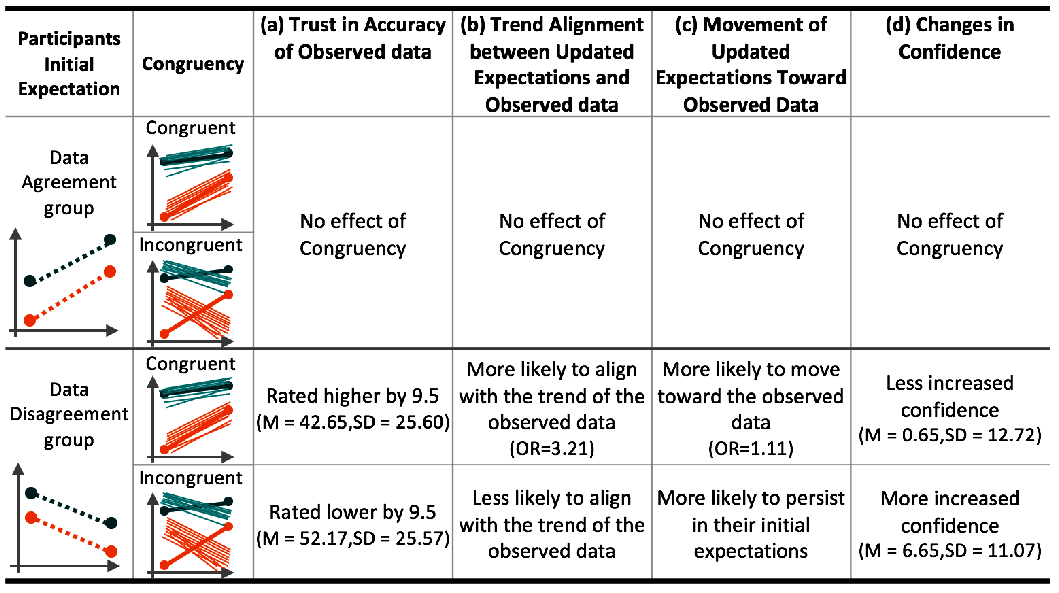 Participants
Initial
Expectation
Congruency
(a) Trust in Accuracy
of Observed data
(b) Trend Alignment
between Updated
Expectations and
Observed data
(c) Movement of
Updated
Expectations Toward
Observed Data
(d) Changes in
Confidence
Data
Agreement
group
Congruent
Incongruent
No effect of
Congruency
No effect of
Congruency
No effect of
Congruency
No effect of
Congruency
Data
Disagreement
group
Congruent
Rated higher by 9.5
(M = 42.65,SD = 25.60)
More likely to align
with the trend of the
observed data
(OR=3.21)
More likely to move
toward the observed
data
(OR=1.11)
Less increased
confidence
(M = 0.65,SD = 12.72)
Incongruent
Rated lower by 9.5
(M = 52.17,SD = 25.57)
Less likely to align
with the trend of the
observed data
More likely to persist
in their initial
expectations
More increased
confidence
(M = 6.65,SD = 11.07)